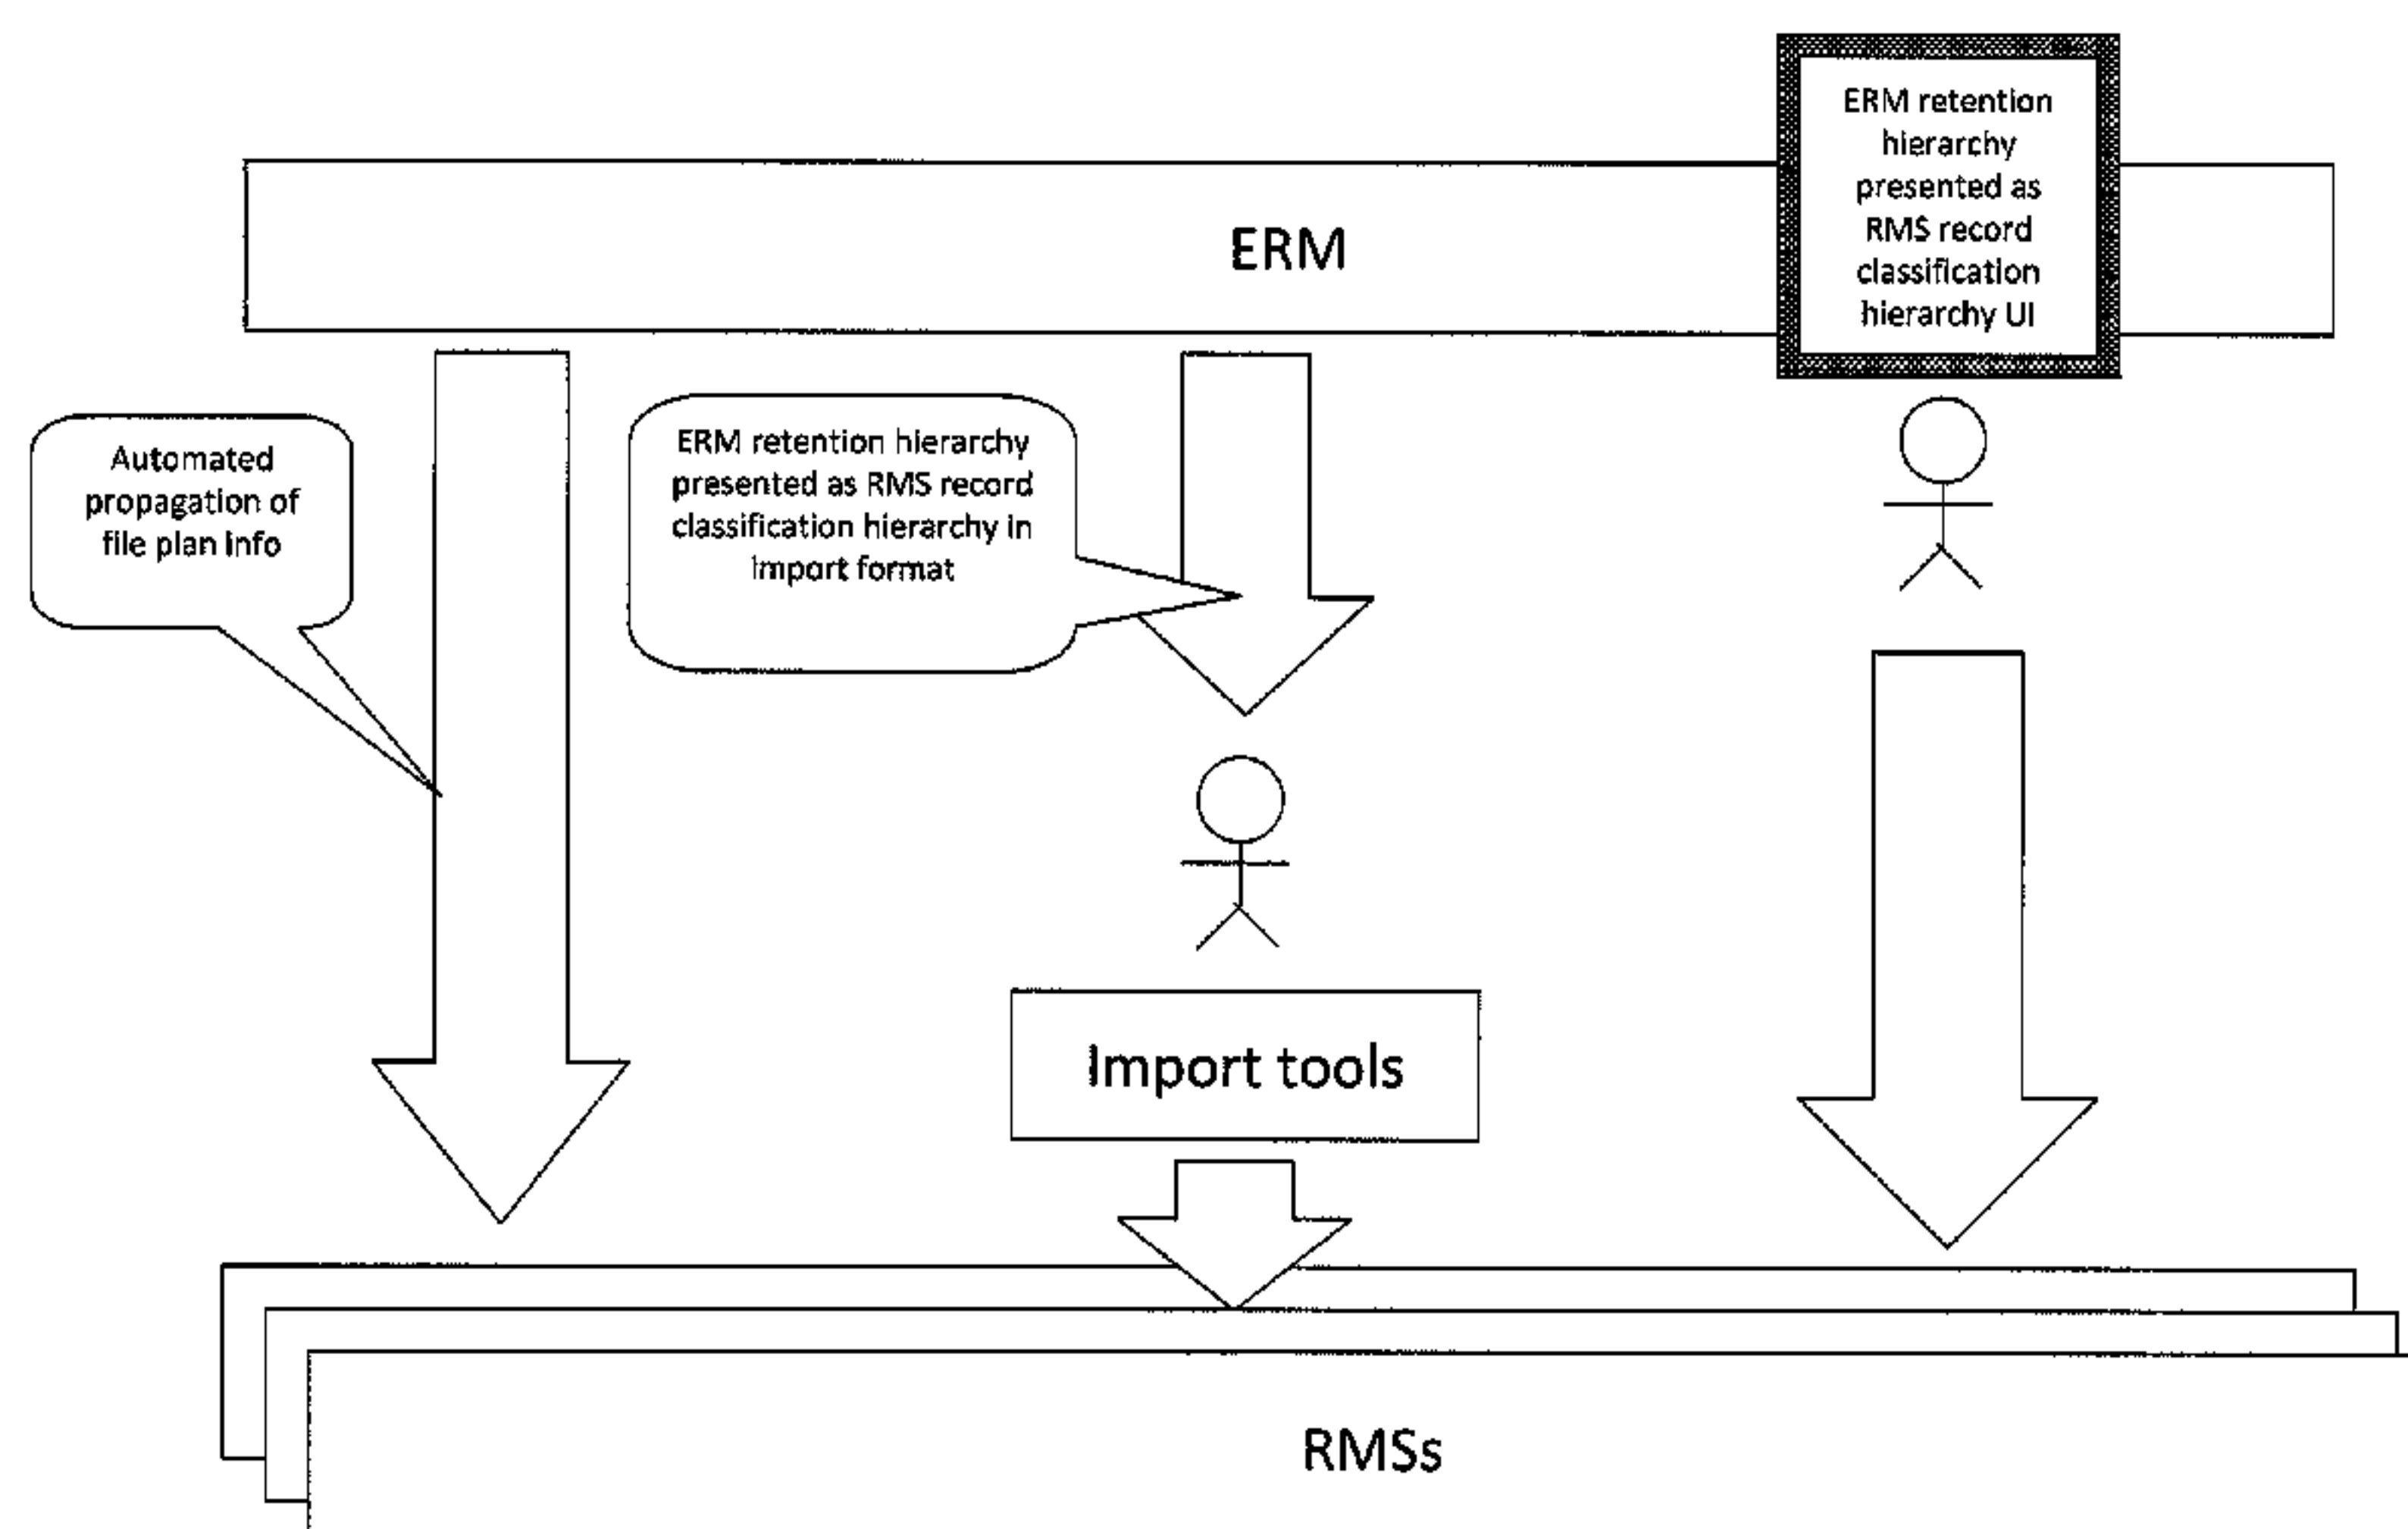 ERM retention
hierarchy
presented as
RMS record
classification
hierarchy UI
ERM
Automated
propagation of
file plan info
ERM retention hierarchy
presented as RMS record
classification hierarchy in
import format
Import tools
RMSs